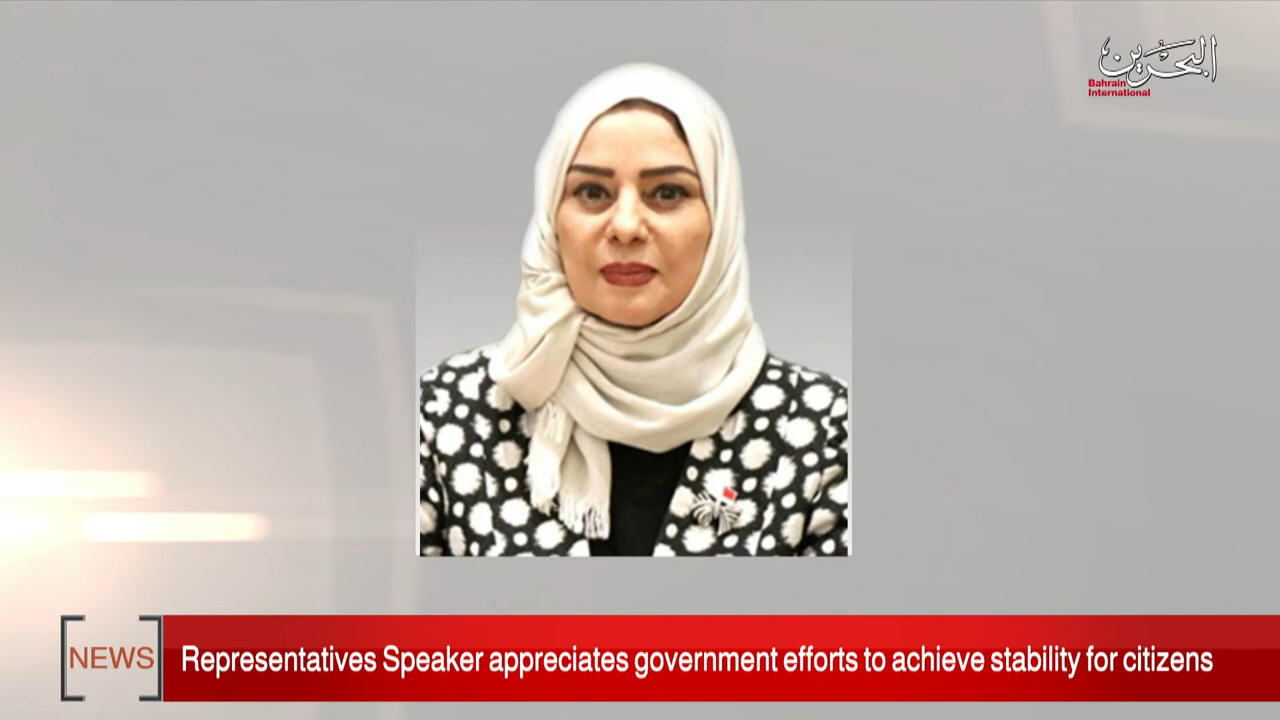 البحرين
Bahrain
International
NEWS
Representatives Speaker appreciates government efforts to achieve stability for citizens